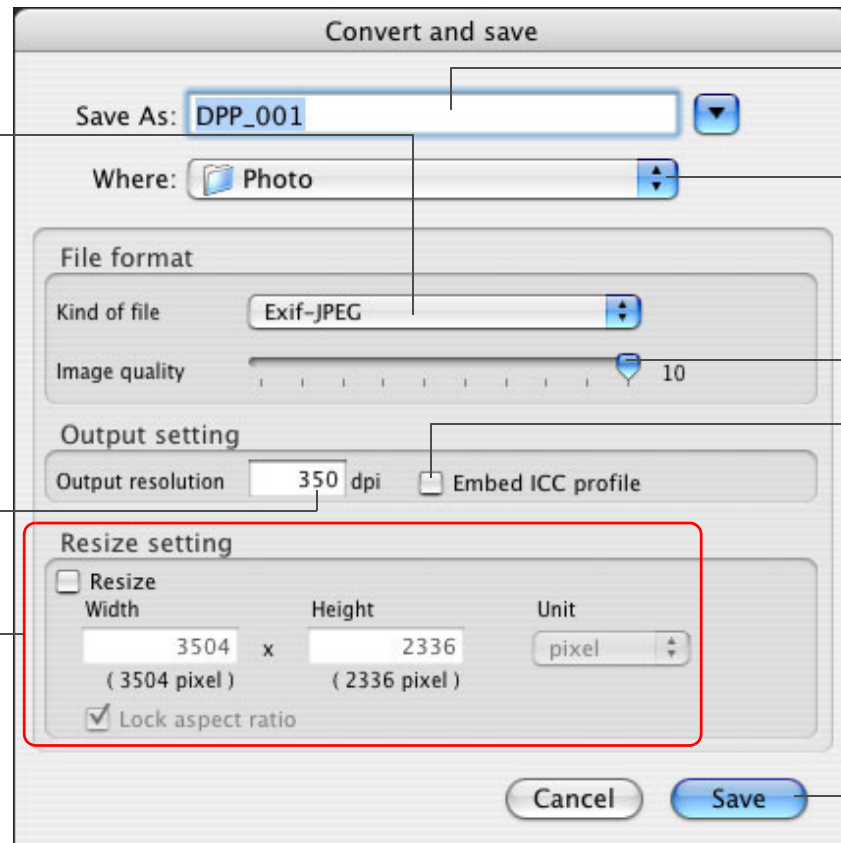 Convert and save
Save As: DPP_001
Where: Photo
File format
Kind of file Exif-JPEG
Image quality 10
Output setting
Output resolution 350 dpi Embed ICC profile
Resize setting
Resize
Width Height Unit
3504 x 2336 pixel
( 3504 pixel ) ( 2336 pixel )
Lock aspect ratio
Cancel Save